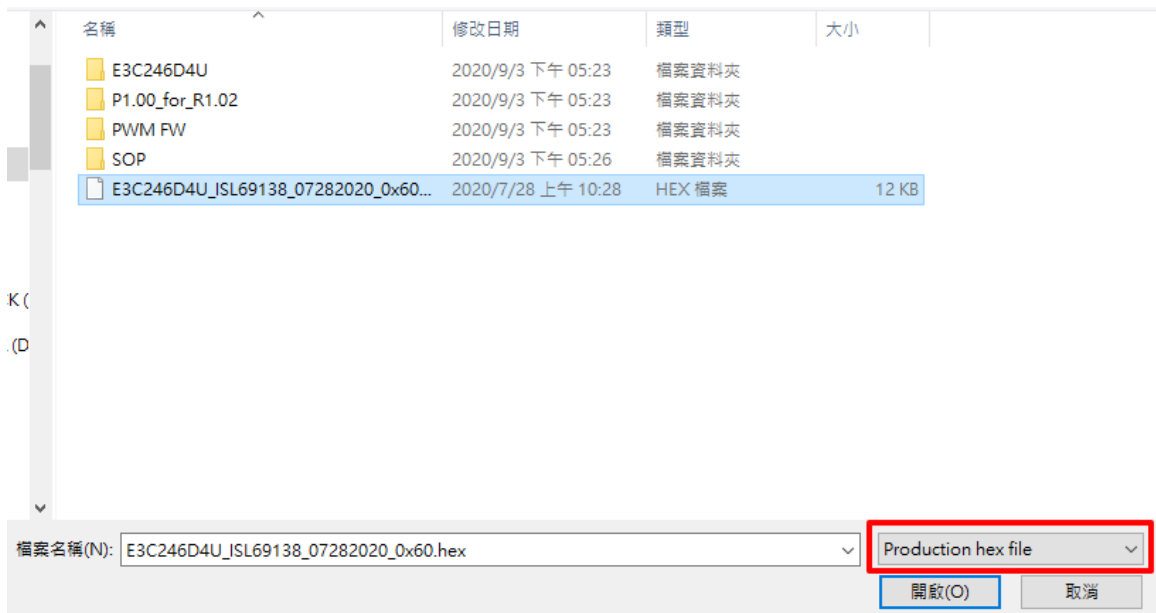 名稱 修改日期 類型 大小
E3C246D4U 2020/9/3 下午 05:23 檔案資料夾
P1.00_for_R1.02 2020/9/3 下午 05:23 檔案資料夾
PWM FW 2020/9/3 下午 05:23 檔案資料夾
SOP 2020/9/3 下午 05:26 檔案資料夾
E3C246D4U_ISL69138_07282020_0x60... 2020/7/28 上午 10:28 HEX 檔案 12 KB
K (
. (D
檔案名稱(N): E3C246D4U_ISL69138_07282020_0x60.hex Production hex file
開啟(O) 取消